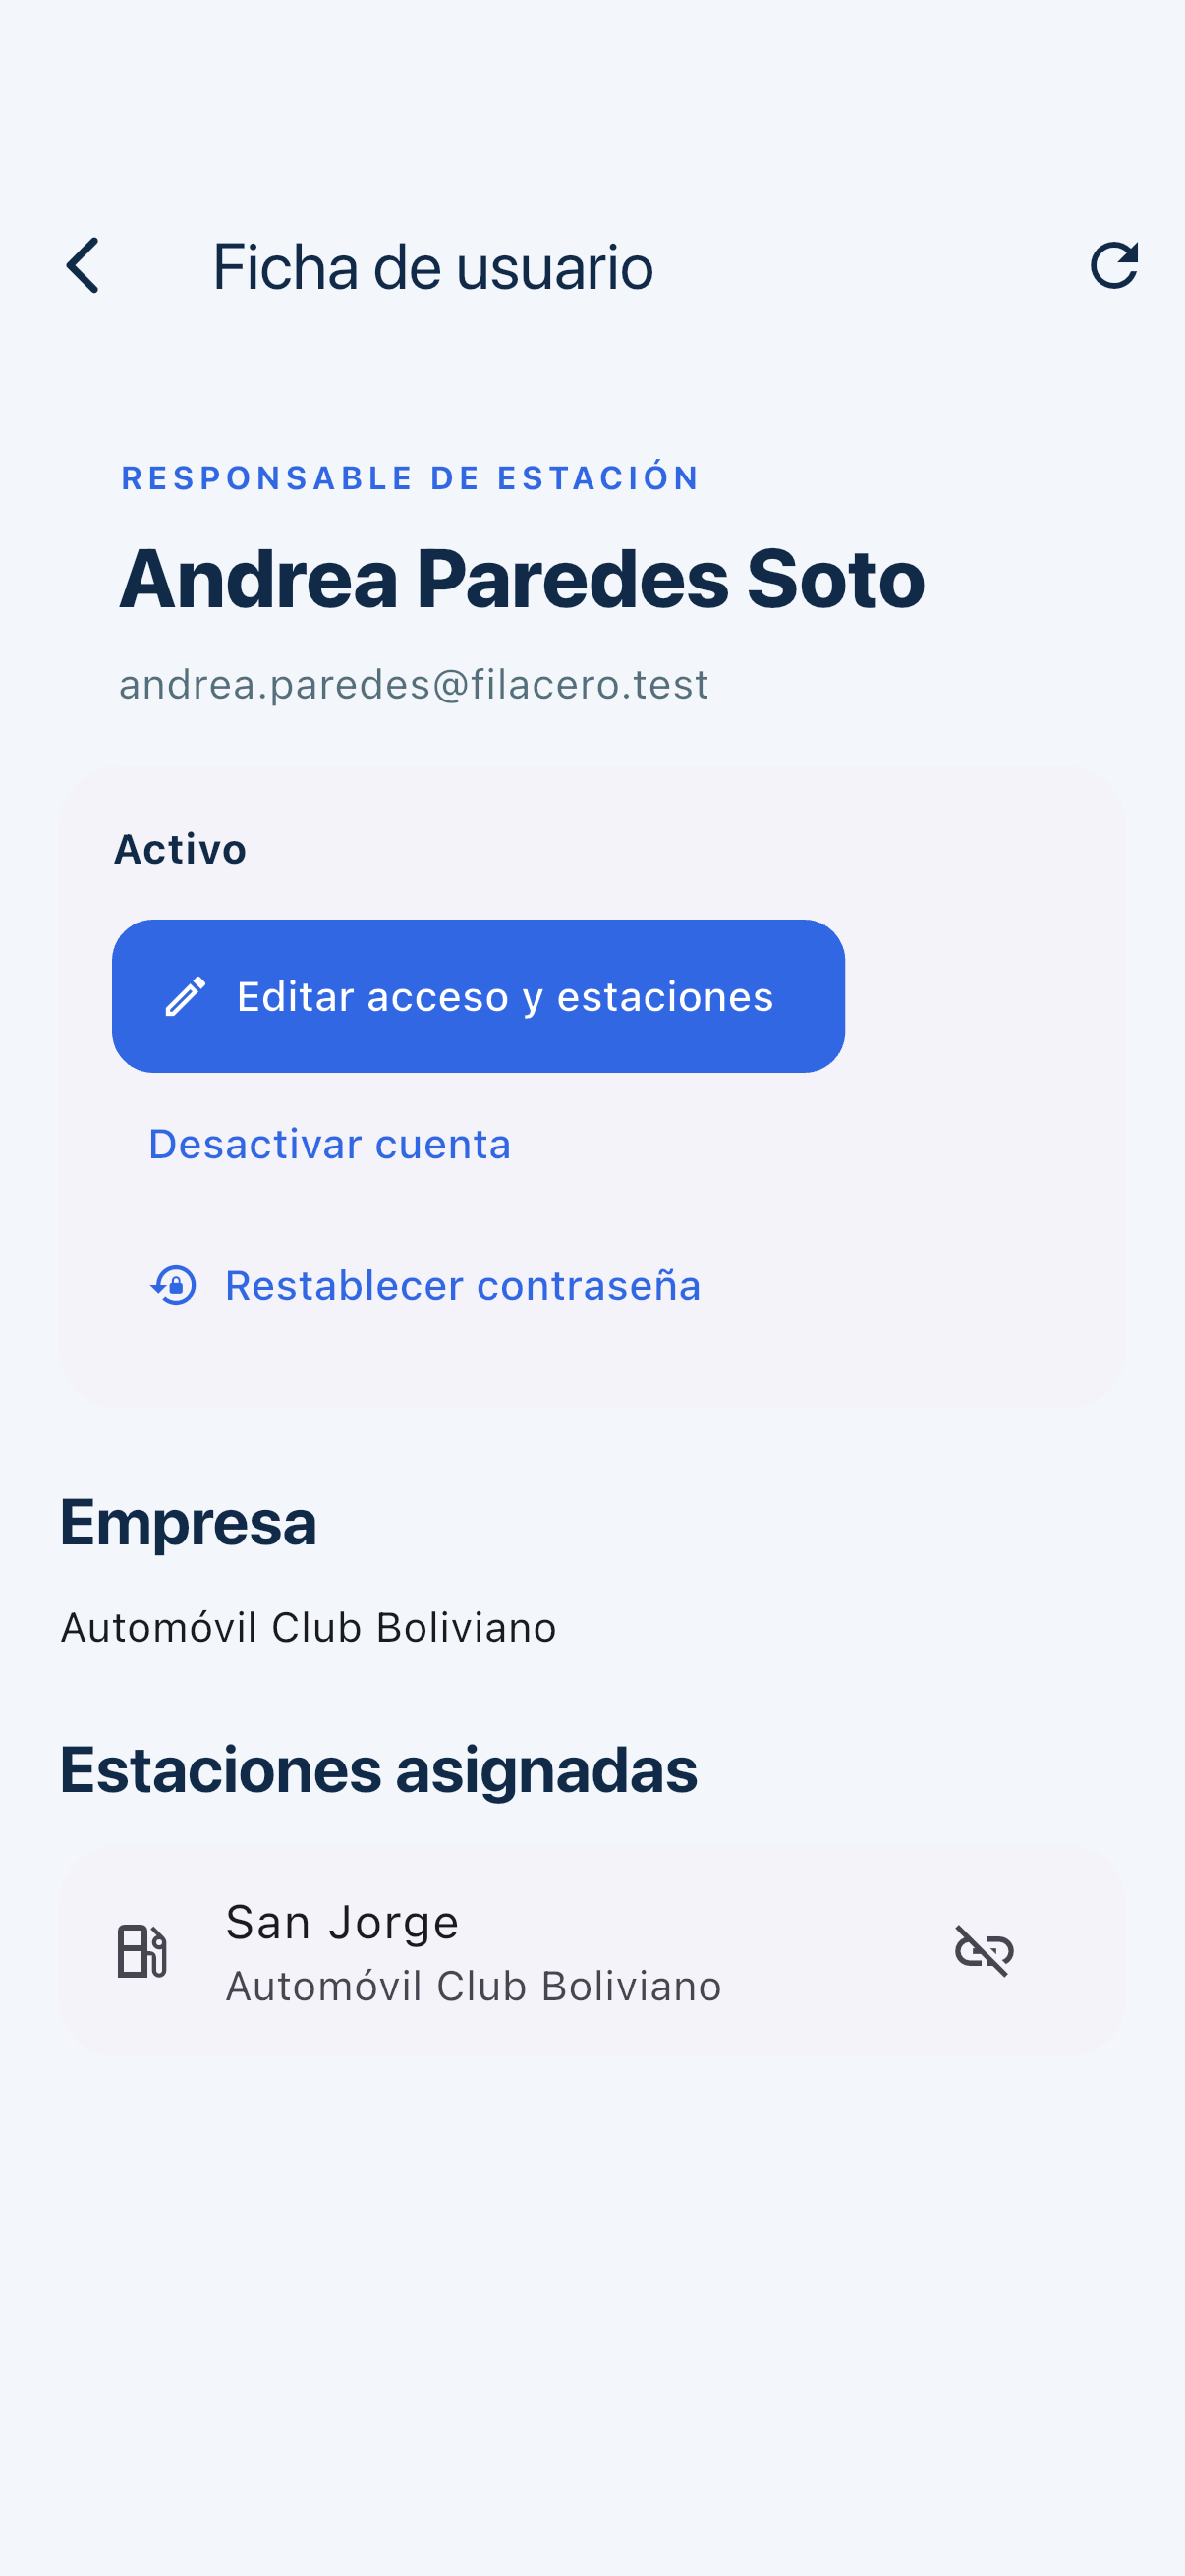 Ficha de usuario
RESPONSABLE DE ESTACIÓN
Andrea Paredes Soto
andrea.paredes@filacero.test
Activo
Editar acceso y estaciones
Desactivar cuenta
Restablecer contraseña
Empresa
Automóvil Club Boliviano
Estaciones asignadas
San Jorge
Automóvil Club Boliviano